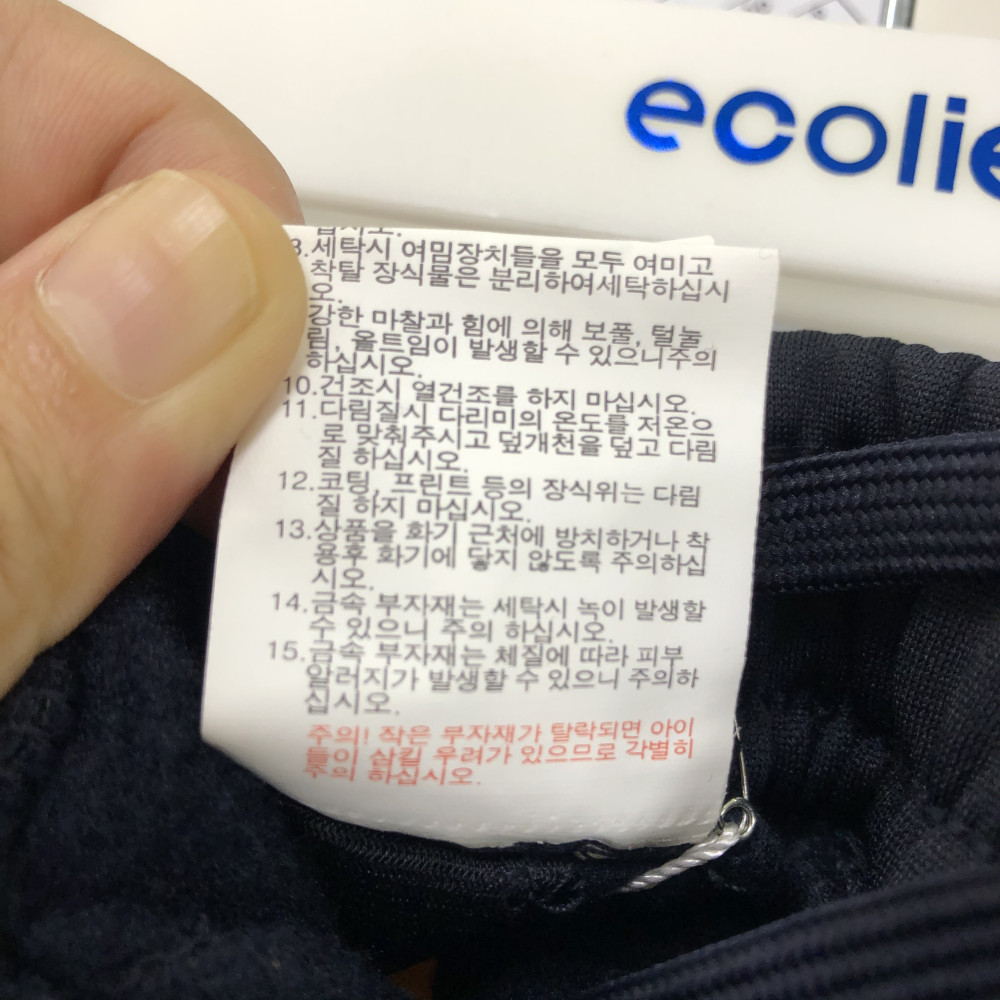 ecolie
십시오.
8.세탁시 여밈장치들을 모두 여미고
착탈 장식물은 분리하여세탁하십시
오.
강한 마찰과 힘에 의해 보풀, 털눌
림, 올트임이 발생할 수 있으니주의
하십시오.
10.건조시 열건조를 하지 마십시오.
11.다림질시 다리미의 온도를 저온으
로 맞춰주시고 덮개천을 덮고 다림
질 하십시오.
12.코팅, 프린트 등의 장식위는 다림
질 하지 마십시오.
13.상품을 화기 근처에 방치하거나 착
용후 화기에 닿지 않도록 주의하십
시오.
14.금속 부자재는 세탁시 녹이 발생할
수 있으니 주의 하십시오.
15.금속 부자재는 체질에 따라 피부
알러지가 발생할 수 있으니 주의하
십시오.
주의! 작은 부자재가 탈락되면 아이
들이 삼킬 우려가 있으므로 각별히
주의 하십시오.